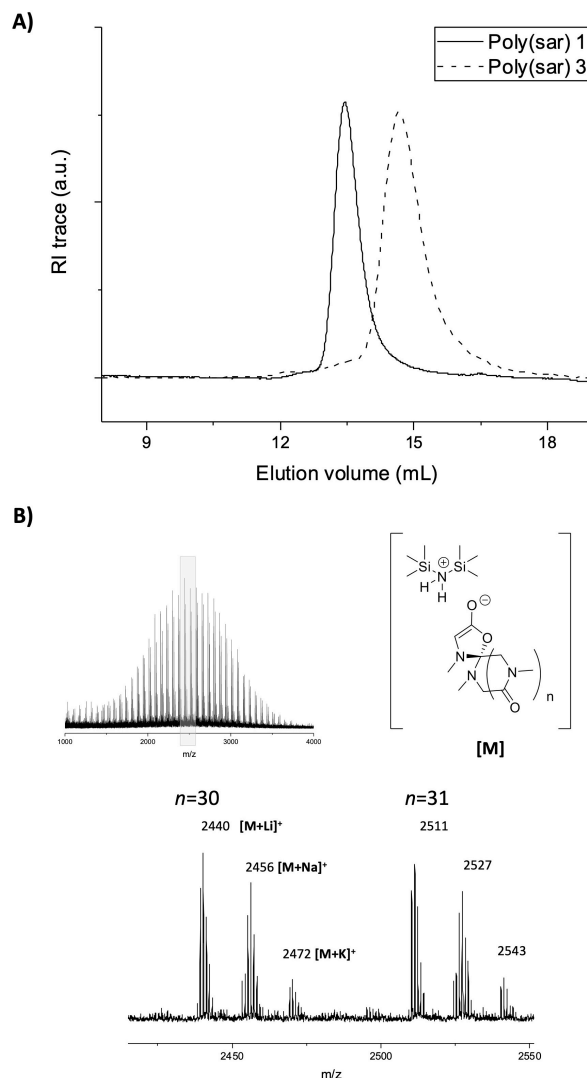 A)
Poly(sar) 1
Poly(sar) 3
RI trace (a.u.)
9 12 15 18
Elution volume (mL)
B)
1000 2000 3000 4000
m/z
Si Si
⊕
N
H H
O ⊖
O
N
N
N
O
n
[M]
n=30 n=31
2440 [M+Li]+ 2511
2456 [M+Na]+ 2527
2472 [M+K]+ 2543
2450 2500 2550
m/z